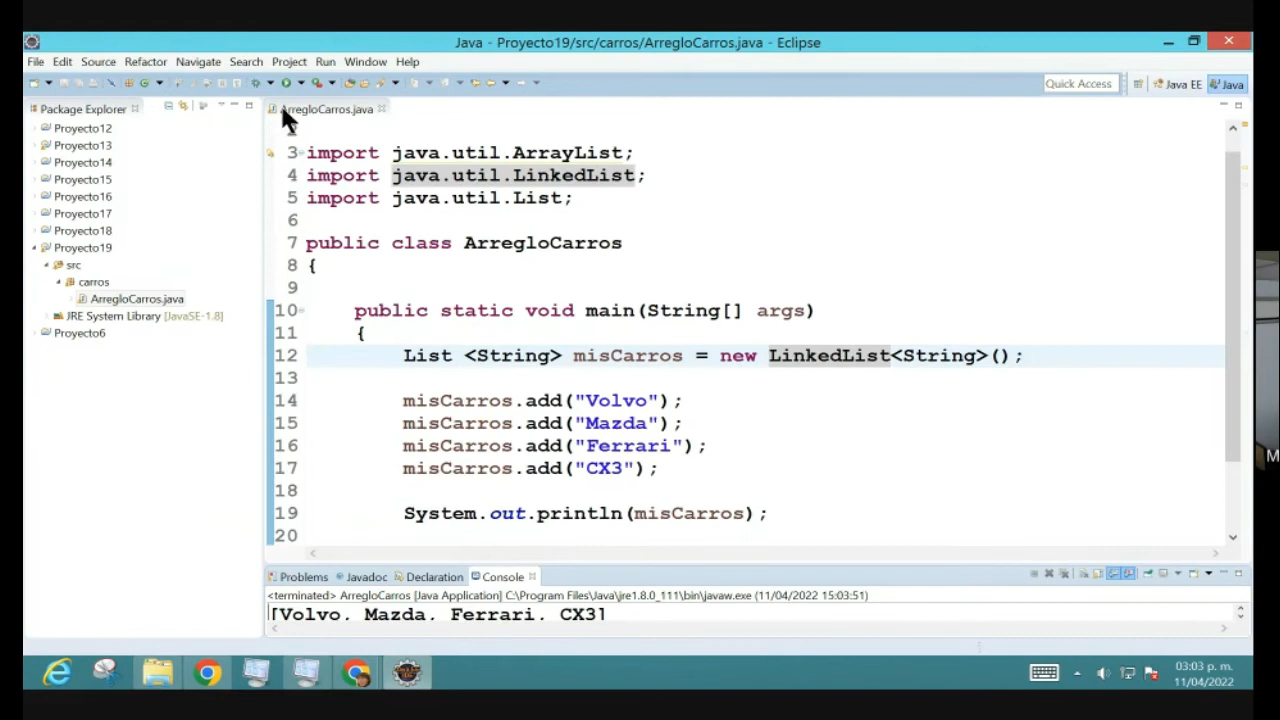 Java - Proyecto19/src/carros/ArregloCarros.java - Eclipse
File Edit Source Refactor Navigate Search Project Run Window Help
Quick Access
Java EE
Java
Package Explorer
Proyecto12
Proyecto13
Proyecto14
Proyecto15
Proyecto16
Proyecto17
Proyecto18
Proyecto19
src
carros
ArregloCarros.java
JRE System Library [JavaSE-1.8]
Proyecto6
ArregloCarros.java
3 import java.util.ArrayList;
4 import java.util.LinkedList;
5 import java.util.List;
6
7 public class ArregloCarros
8 {
9
10 public static void main(String[] args)
11 {
12 List <String> misCarros = new LinkedList<String>();
13
14 misCarros.add("Volvo");
15 misCarros.add("Mazda");
16 misCarros.add("Ferrari");
17 misCarros.add("CX3");
18
19 System.out.println(misCarros);
20
Problems Javadoc Declaration Console
<terminated> ArregloCarros [Java Application] C:\Program Files\Java\jre1.8.0_111\bin\javaw.exe (11/04/2022 15:03:51)
[Volvo, Mazda, Ferrari, CX3]
03:03 p. m.
11/04/2022
M